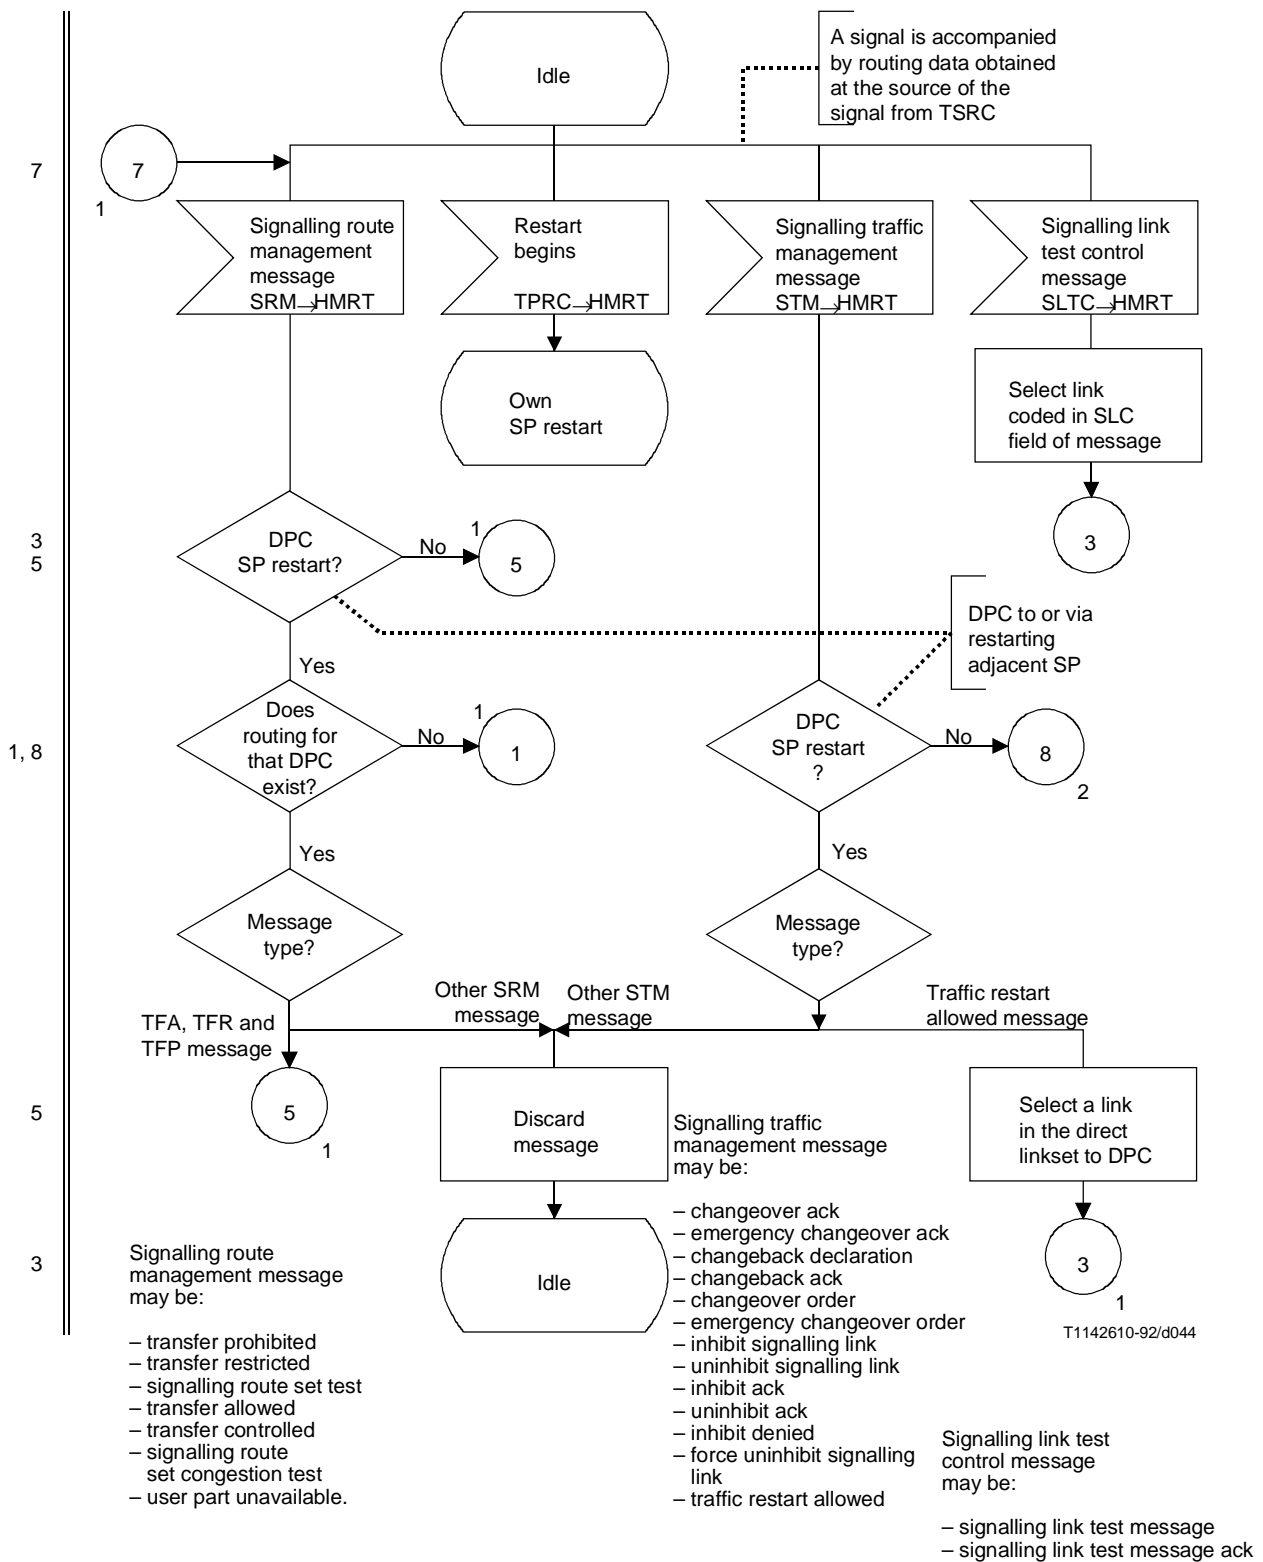 Idle
A signal is accompanied
by routing data obtained
at the source of the
signal from TSRC
7
7
1
Signalling route
management
message
SRM→HMRT
Restart
begins
TPRC→HMRT
Signalling traffic
management
message
STM→HMRT
Signalling link
test control
message
SLTC→HMRT
Own
SP restart
Select link
coded in SLC
field of message
3
5
DPC
SP restart?
No
1
5
3
DPC to or via
restarting
adjacent SP
Yes
1, 8
Does
routing for
that DPC
exist?
No
1
1
DPC
SP restart
?
No
8
2
Yes
Yes
Message
type?
Message
type?
TFA, TFR and
TFP message
Other SRM
message
Other STM
message
Traffic restart
allowed message
5
5
1
Discard
message
Select a link
in the direct
linkset to DPC
3
Idle
3
1
T1142610-92/d044
Signalling route
management message
may be:
– transfer prohibited
– transfer restricted
– signalling route set test
– transfer allowed
– transfer controlled
– signalling route
set congestion test
– user part unavailable.
Signalling traffic
management message
may be:
– changeover ack
– emergency changeover ack
– changeback declaration
– changeback ack
– changeover order
– emergency changeover order
– inhibit signalling link
– uninhibit signalling link
– inhibit ack
– uninhibit ack
– inhibit denied
– force uninhibit signalling
link
– traffic restart allowed
Signalling link test
control message
may be:
– signalling link test message
– signalling link test message ack